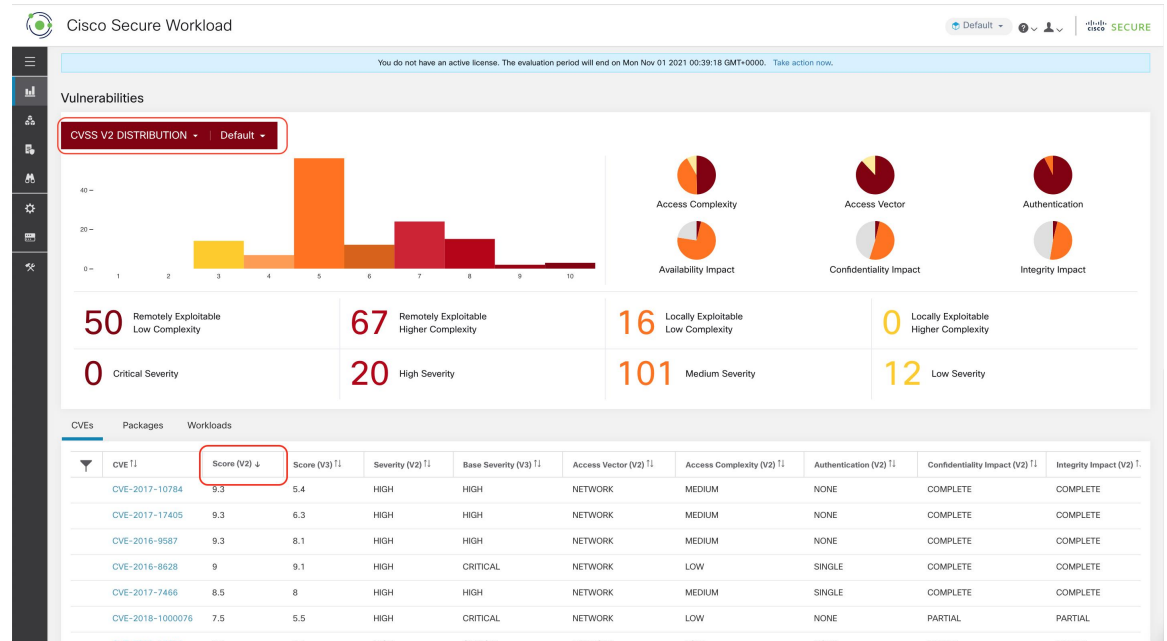 Cisco Secure Workload
Default
CISCO SECURE
You do not have an active license. The evaluation period will end on Mon Nov 01 2021 00:39:18 GMT+0000. Take action now.
Vulnerabilities
CVSS V2 DISTRIBUTION | Default
40
20
0
1 2 3 4 5 6 7 8 9 10
Access Complexity
Access Vector
Authentication
Availability Impact
Confidentiality Impact
Integrity Impact
50 Remotely Exploitable
Low Complexity
67 Remotely Exploitable
Higher Complexity
16 Locally Exploitable
Low Complexity
0 Locally Exploitable
Higher Complexity
0 Critical Severity
20 High Severity
101 Medium Severity
12 Low Severity
CVEs Packages Workloads
CVE Score (V2) Score (V3) Severity (V2) Base Severity (V3) Access Vector (V2) Access Complexity (V2) Authentication (V2) Confidentiality Impact (V2) Integrity Impact (V2)
CVE-2017-10784 9.3 5.4 HIGH HIGH NETWORK MEDIUM NONE COMPLETE COMPLETE
CVE-2017-17405 9.3 6.3 HIGH HIGH NETWORK MEDIUM NONE COMPLETE COMPLETE
CVE-2016-9587 9.3 8.1 HIGH HIGH NETWORK MEDIUM NONE COMPLETE COMPLETE
CVE-2016-8628 9 9.1 HIGH CRITICAL NETWORK LOW SINGLE COMPLETE COMPLETE
CVE-2017-7466 8.5 8 HIGH HIGH NETWORK MEDIUM SINGLE COMPLETE COMPLETE
CVE-2018-1000076 7.5 5.5 HIGH CRITICAL NETWORK LOW NONE PARTIAL PARTIAL